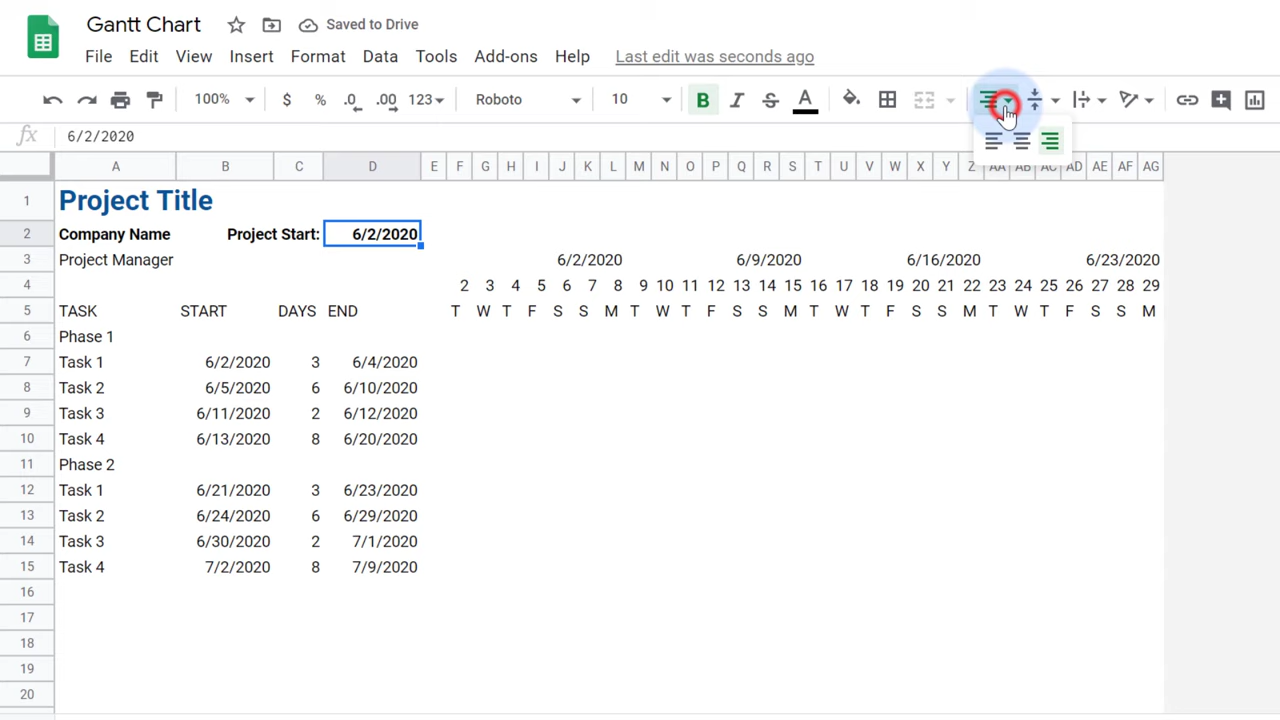 Gantt Chart Saved to Drive
File Edit View Insert Format Data Tools Add-ons Help Last edit was seconds ago
100% $ % .0 .00 123 Roboto 10 B I S A
fx 6/2/2020
A B C D E F G H I J K L M N O P Q R S T U V W X Y Z AA AB AC AD AE AF AG
1 Project Title
2 Company Name Project Start: 6/2/2020
3 Project Manager 6/2/2020 6/9/2020 6/16/2020 6/23/2020
4 2 3 4 5 6 7 8 9 10 11 12 13 14 15 16 17 18 19 20 21 22 23 24 25 26 27 28 29
5 TASK START DAYS END T W T F S S M T W T F S S M T W T F S S M T W T F S S M
6 Phase 1
7 Task 1 6/2/2020 3 6/4/2020
8 Task 2 6/5/2020 6 6/10/2020
9 Task 3 6/11/2020 2 6/12/2020
10 Task 4 6/13/2020 8 6/20/2020
11 Phase 2
12 Task 1 6/21/2020 3 6/23/2020
13 Task 2 6/24/2020 6 6/29/2020
14 Task 3 6/30/2020 2 7/1/2020
15 Task 4 7/2/2020 8 7/9/2020
16
17
18
19
20